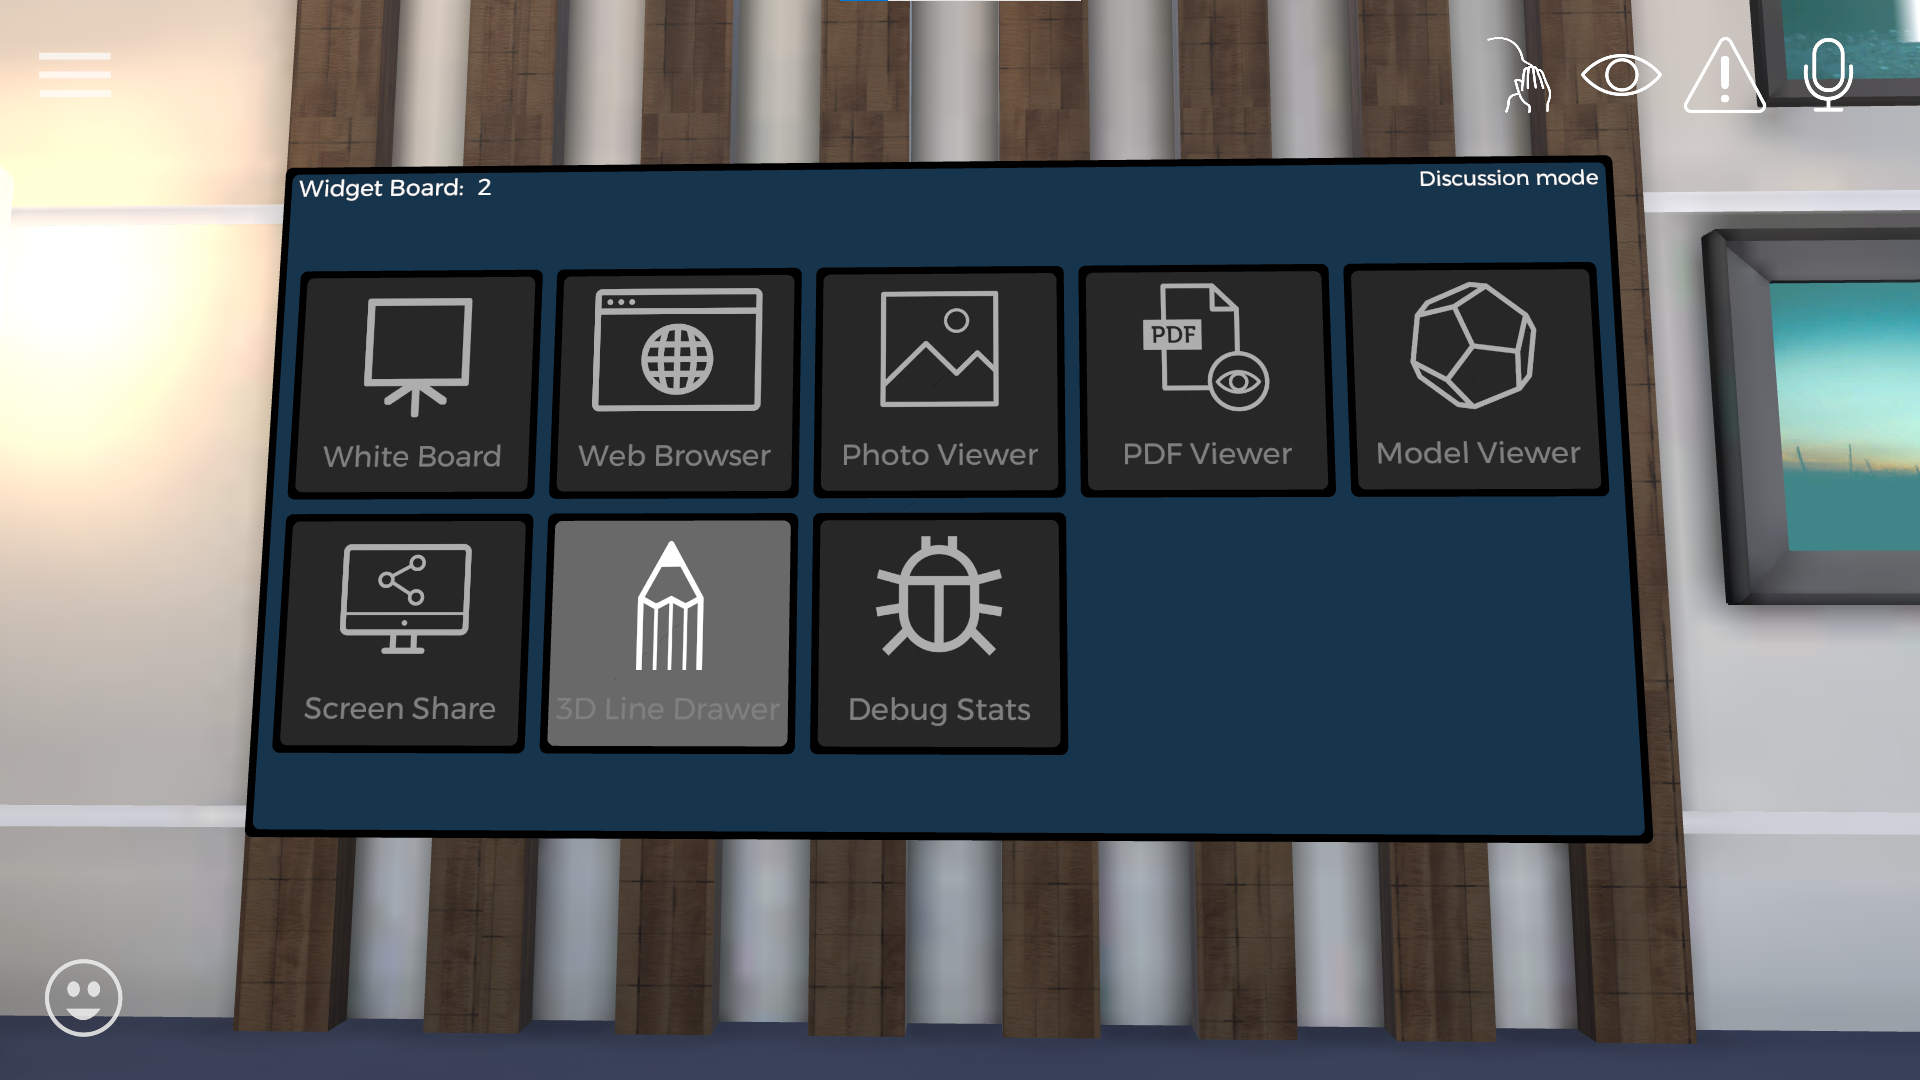 Widget Board: 2
Discussion mode
White Board
Web Browser
Photo Viewer
PDF
PDF Viewer
Model Viewer
Screen Share
3D Line Drawer
Debug Stats